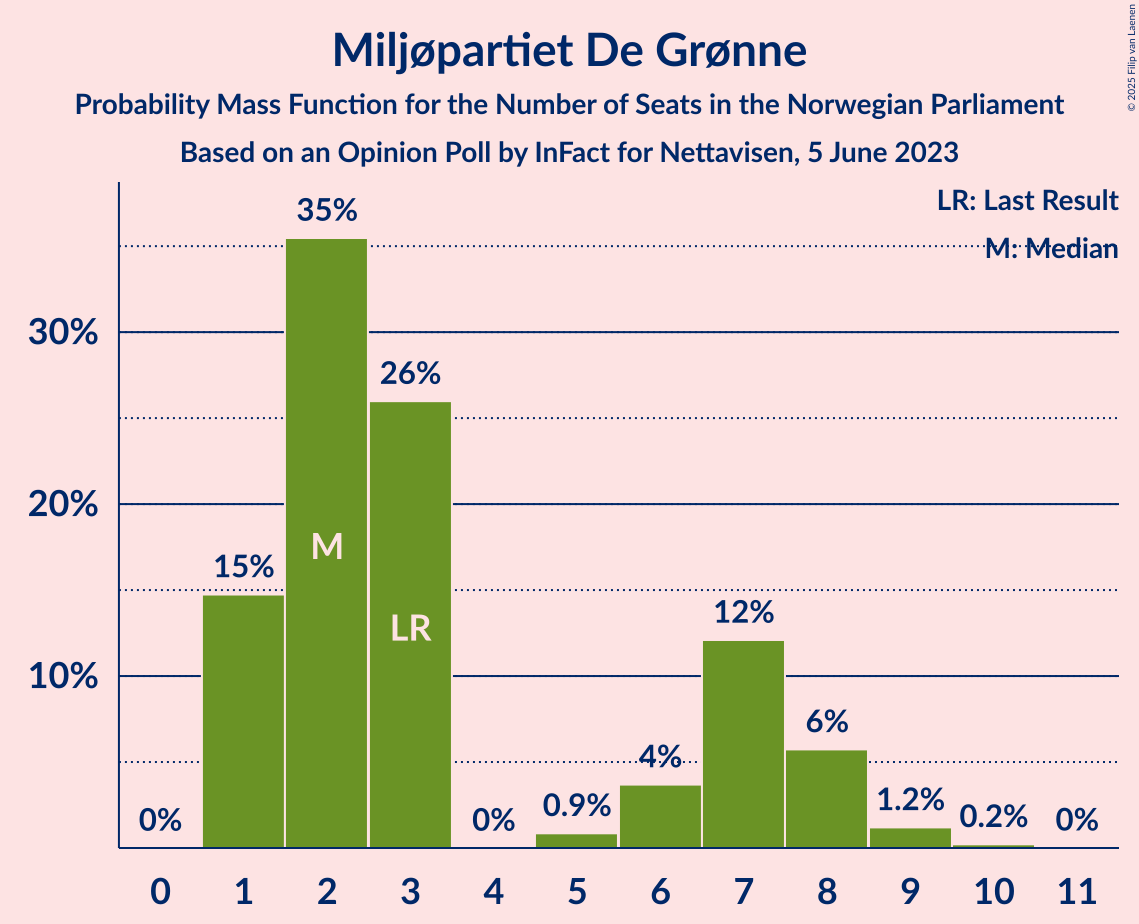 Miljøpartiet De Grønne
Probability Mass Function for the Number of Seats in the Norwegian Parliament
Based on an Opinion Poll by InFact for Nettavisen, 5 June 2023
© 2025 Filip van Laenen
LR: Last Result
M: Median
30%
20%
10%
0%
15%
35%
26%
0%
0.9%
4%
12%
6%
1.2%
0.2%
0%
M
LR
0 1 2 3 4 5 6 7 8 9 10 11